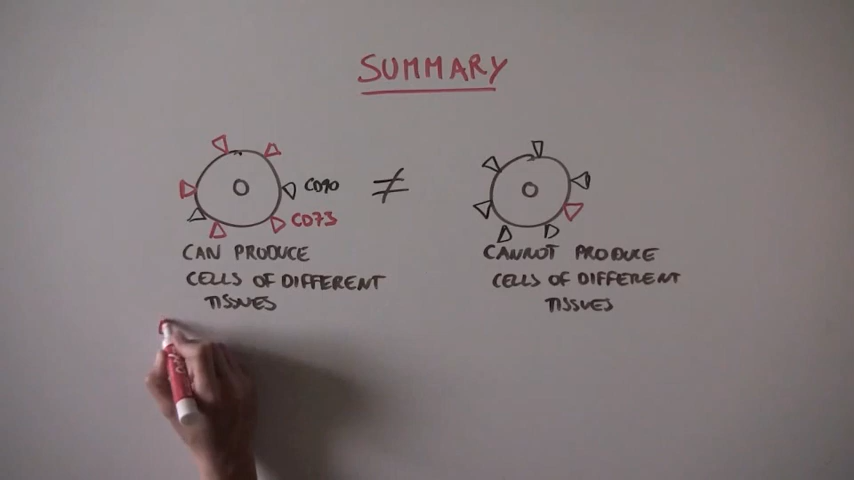 SUMMARY
CD90
≠
CD73
CAN PRODUCE
CELLS OF DIFFERENT
TISSUES
CANNOT PRODUCE
CELLS OF DIFFERENT
TISSUES